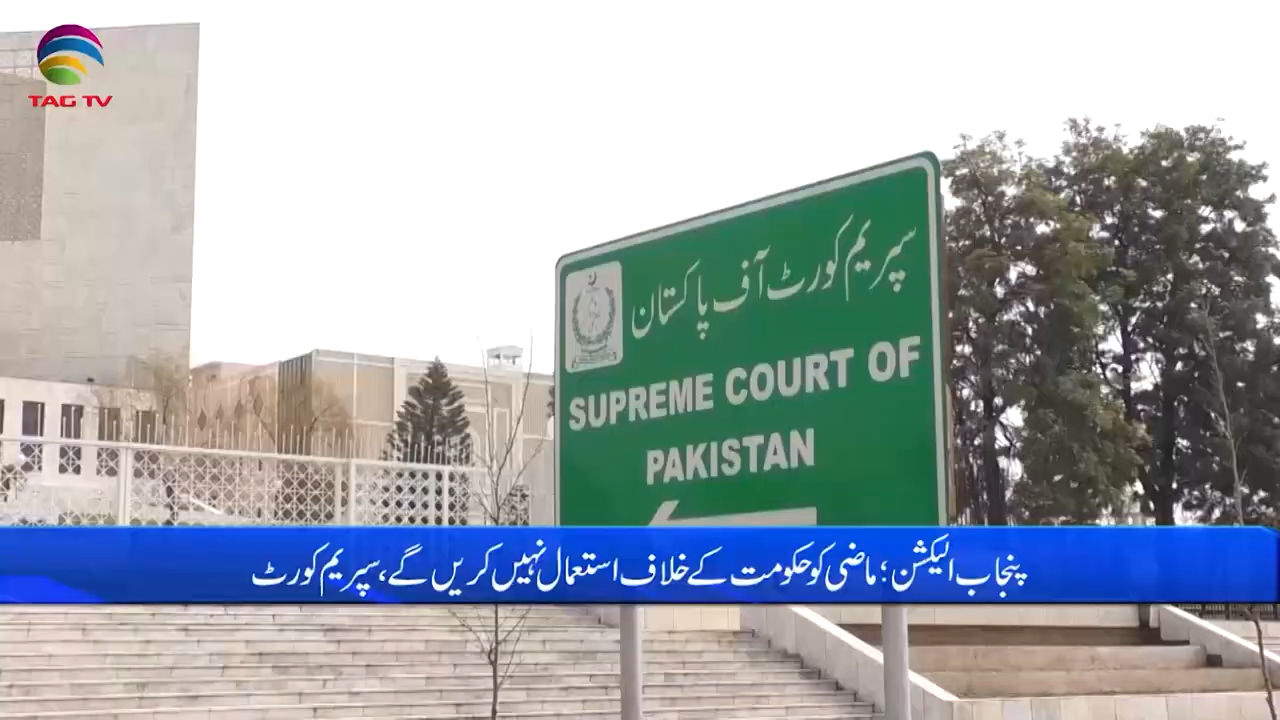 TAG TV
سپریم کورٹ آف پاکستان
SUPREME COURT OF
PAKISTAN
پنجاب الیکشن؛ ماضی کو حکومت کے خلاف استعمال نہیں کریں گے، سپریم کورٹ